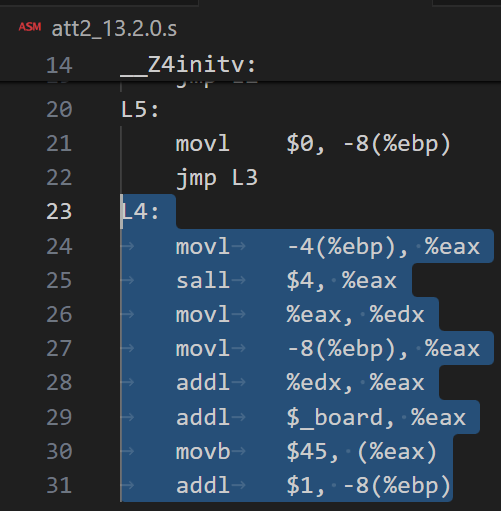 ASM att2_13.2.0.s
14 __Z4initv:
20 L5:
21 movl $0, -8(%ebp)
22 jmp L3
23 L4:
24 movl -4(%ebp), %eax
25 sall $4, %eax
26 movl %eax, %edx
27 movl -8(%ebp), %eax
28 addl %edx, %eax
29 addl $_board, %eax
30 movb $45, (%eax)
31 addl $1, -8(%ebp)